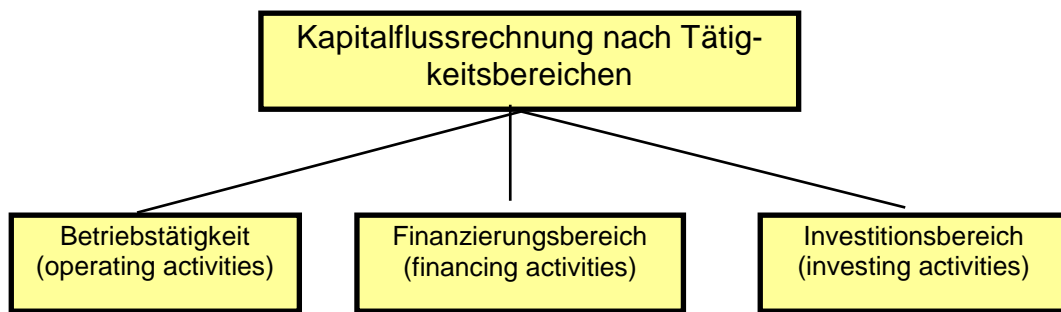 Kapitalflussrechnung nach Tätig-
keitsbereichen
Betriebstätigkeit
(operating activities)
Finanzierungsbereich
(financing activities)
Investitionsbereich
(investing activities)